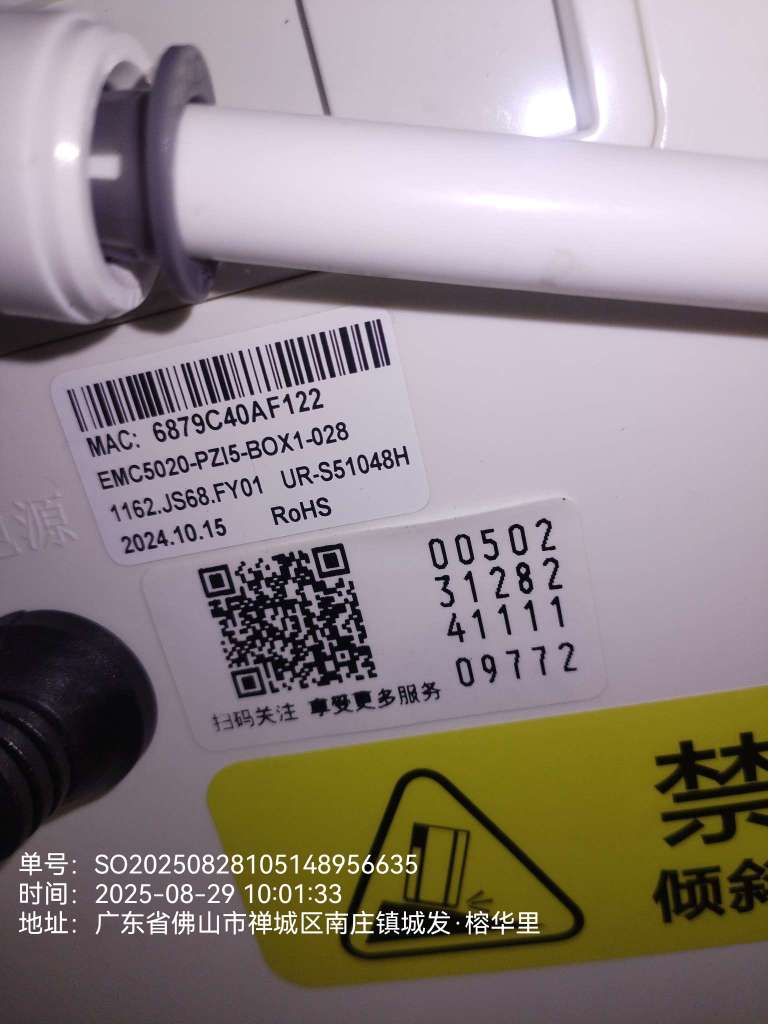 MAC: 6879C40AF122
EMC5020-PZI5-BOX1-028
1162.JS68.FY01 UR-S51048H
2024.10.15 RoHS
电源
00502
31282
41111
09772
扫码关注 享受更多服务
禁
倾斜
单号: SO20250828105148956635
时间: 2025-08-29 10:01:33
地址: 广东省佛山市禅城区南庄镇城发·榕华里